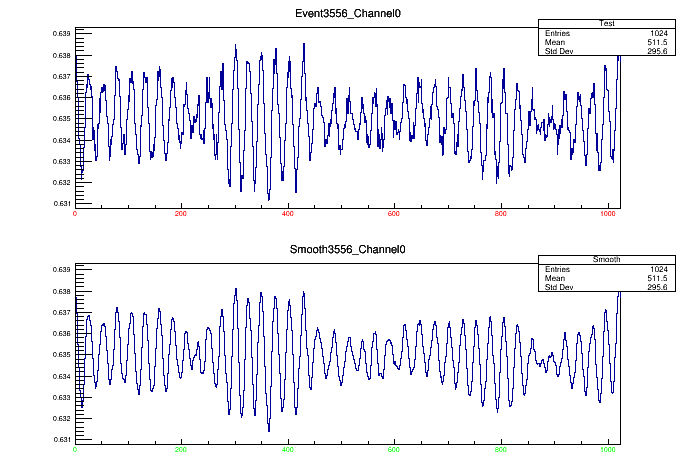 Event3556_Channel0
Test
Entries 1024
Mean 511.5
Std Dev 295.6
0.639
0.638
0.637
0.636
0.635
0.634
0.633
0.632
0.631
0 200 400 600 800 1000
Smooth3556_Channel0
Smooth
Entries 1024
Mean 511.5
Std Dev 295.6
0.639
0.638
0.637
0.636
0.635
0.634
0.633
0.632
0.631
0 200 400 600 800 1000